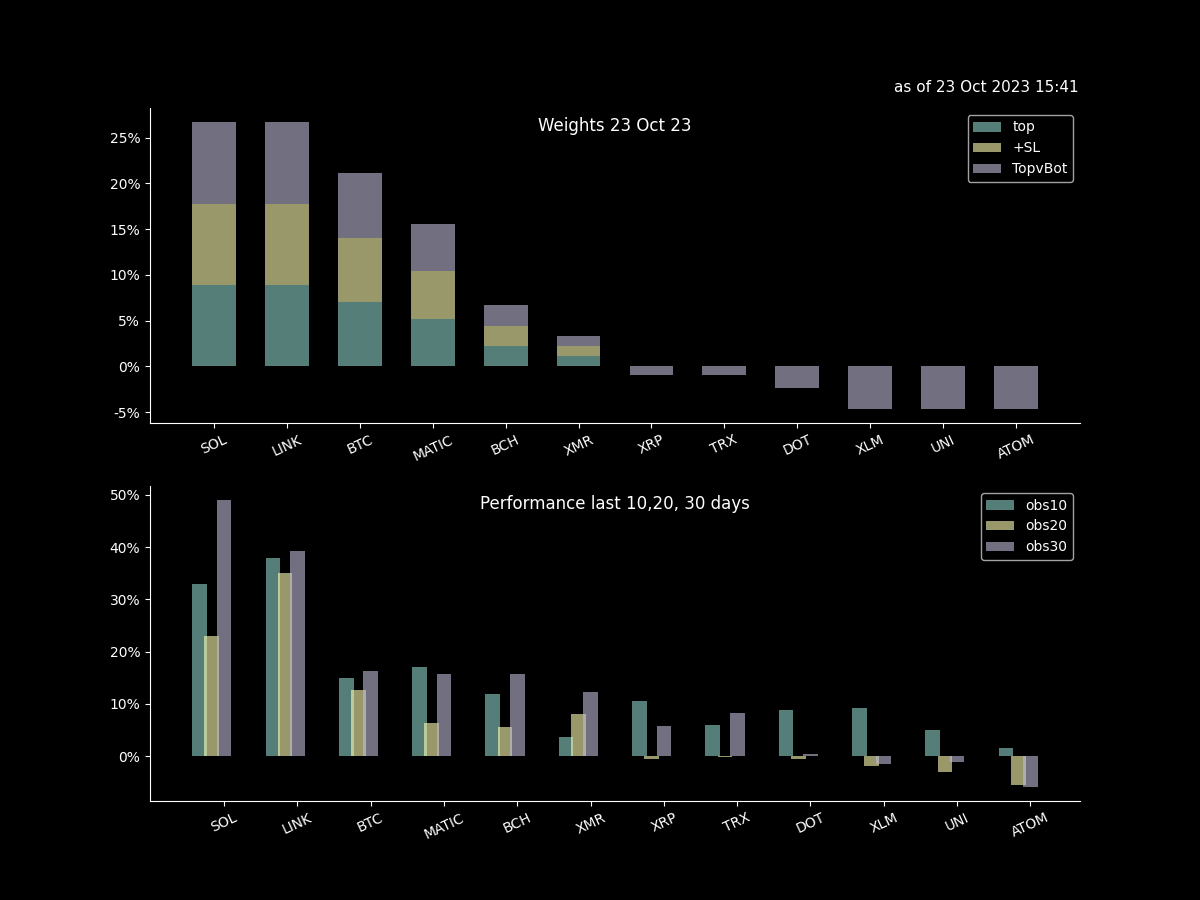 as of 23 Oct 2023 15:41
Weights 23 Oct 23
top
+SL
TopvBot
25%
20%
15%
10%
5%
0%
-5%
SOL LINK BTC MATIC BCH XMR XRP TRX DOT XLM UNI ATOM
Performance last 10,20, 30 days
obs10
obs20
obs30
50%
40%
30%
20%
10%
0%
SOL LINK BTC MATIC BCH XMR XRP TRX DOT XLM UNI ATOM